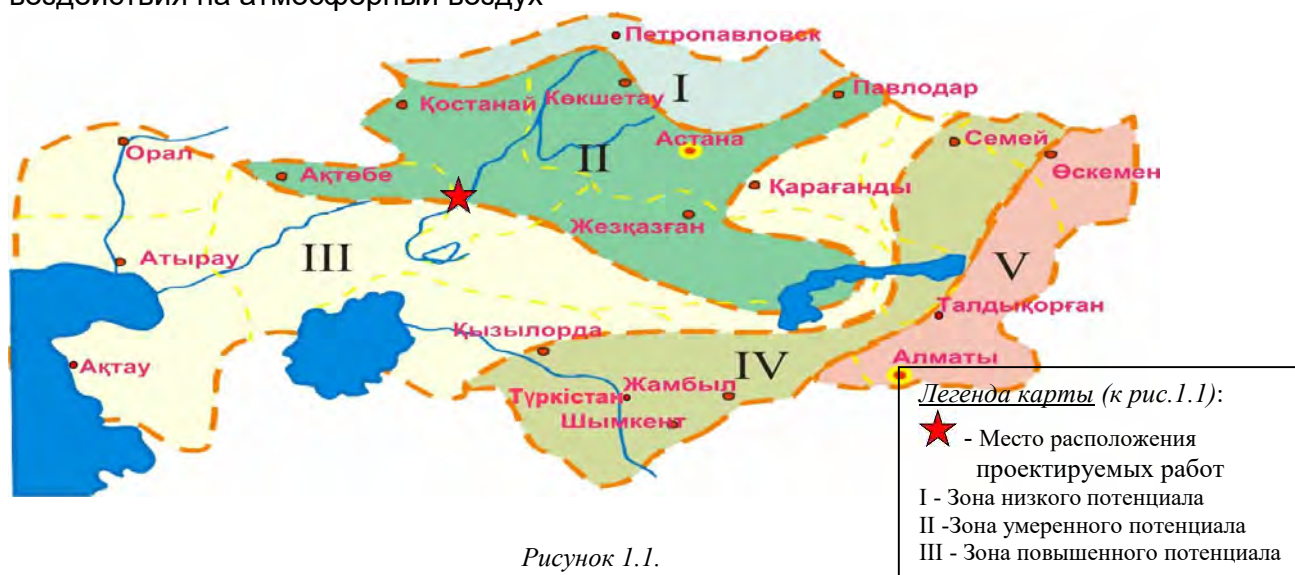 воздействия на атмосферный воздух
Петропавловск
I
Көкшетау
Павлодар
Қостанай
Астана
Семей
Орал
II
Өскемен
Ақтөбе
Қарағанды
Жезқазған
III
Атырау
V
Талдықорған
Қызылорда
IV
Алматы
Ақтау
Жамбыл
Түркістан
Шымкент
Легенда карты (к рис.1.1):
- Место расположения
проектируемых работ
I - Зона низкого потенциала
II -Зона умеренного потенциала
III - Зона повышенного потенциала
Рисунок 1.1.